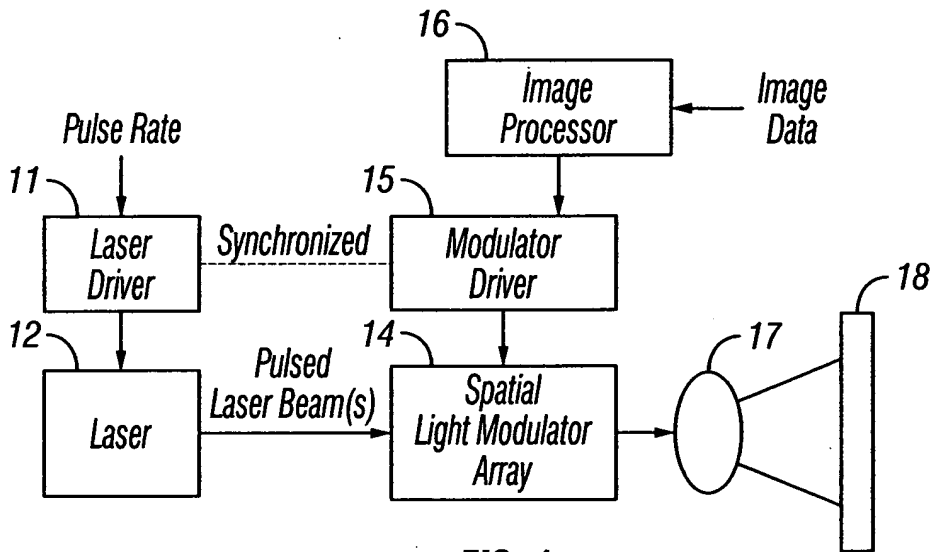 16
Image
Processor
Image
Data
Pulse Rate
11
15
Laser
Driver
Synchronized
Modulator
Driver
18
12
14
17
Laser
Pulsed
Laser Beam(s)
Spatial
Light Modulator
Array